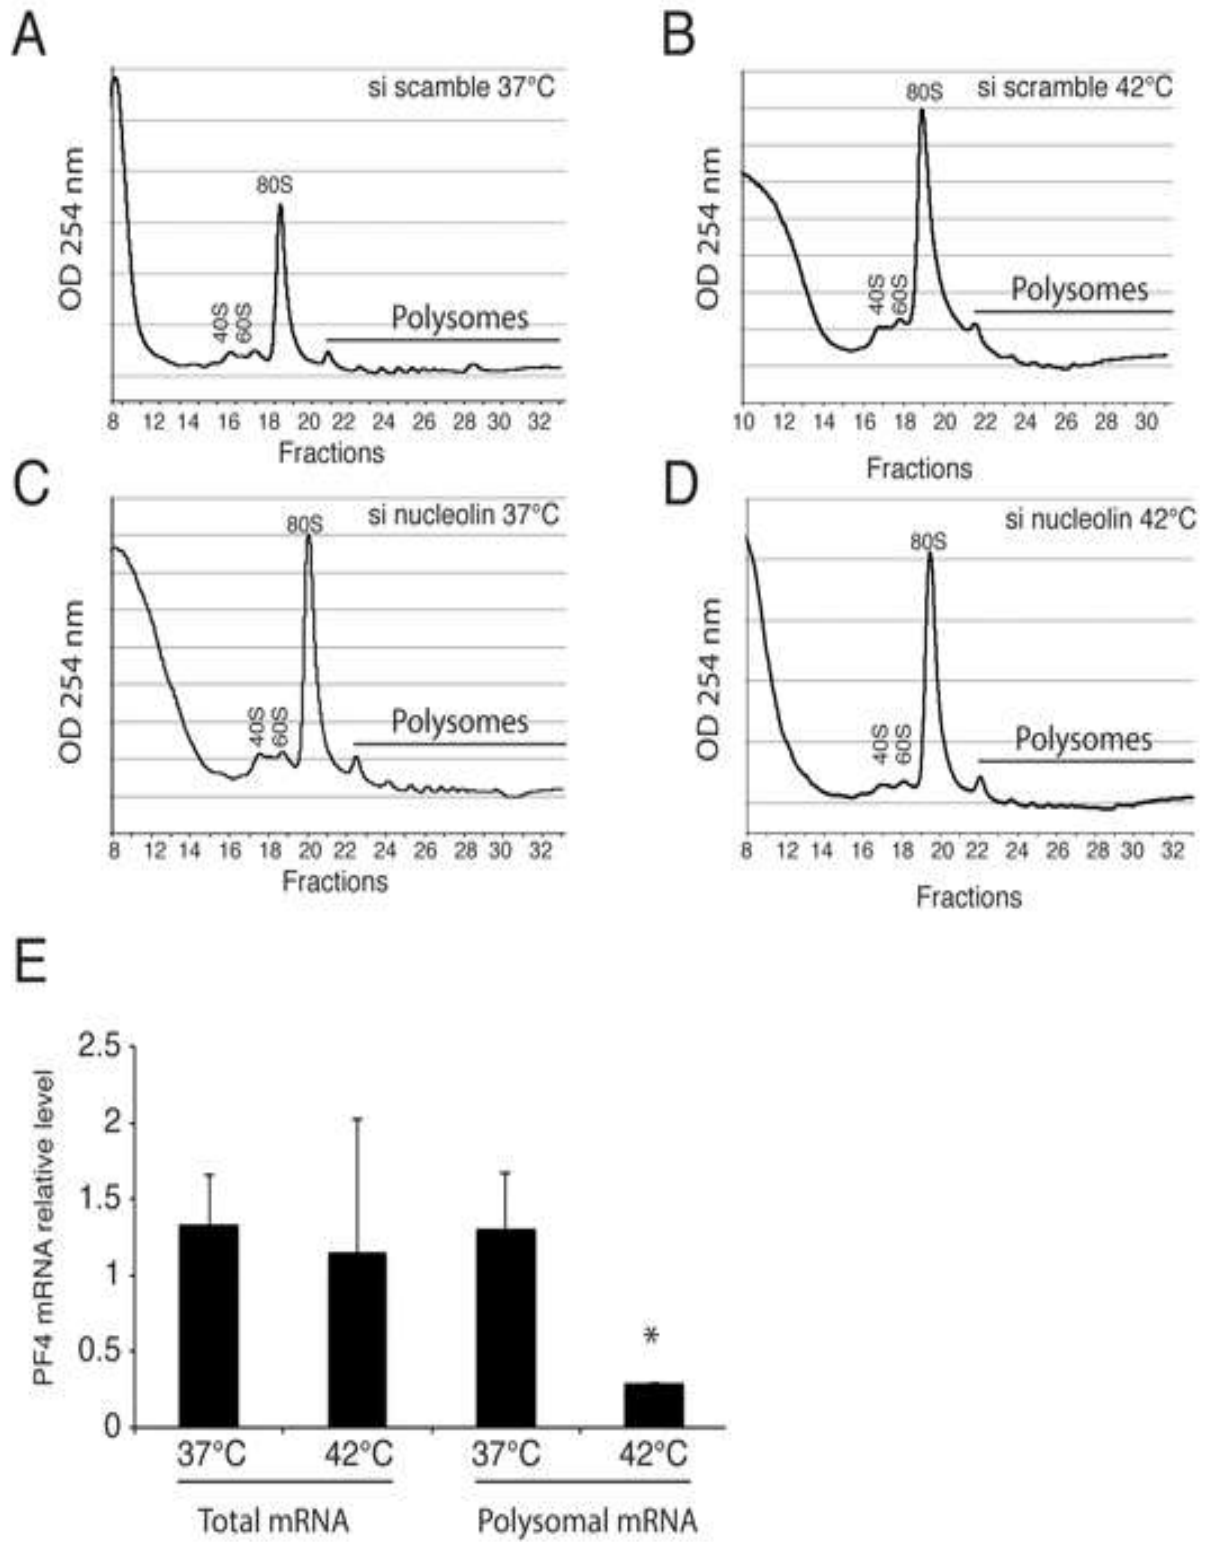 A
si scamble 37°C
OD 254 nm
80S
40S
60S
Polysomes
8 12 14 16 18 20 22 24 26 28 30 32
Fractions
B
si scramble 42°C
OD 254 nm
80S
40S
60S
Polysomes
10 12 14 16 18 20 22 24 26 28 30
Fractions
C
si nucleolin 37°C
OD 254 nm
80S
40S
60S
Polysomes
8 12 14 16 18 20 22 24 26 28 30 32
Fractions
D
si nucleolin 42°C
OD 254 nm
80S
40S
60S
Polysomes
8 12 14 16 18 20 22 24 26 28 30 32
Fractions
E
PF4 mRNA relative level
2.5
2
1.5
1
0.5
0
*
37°C 42°C 37°C 42°C
Total mRNA Polysomal mRNA